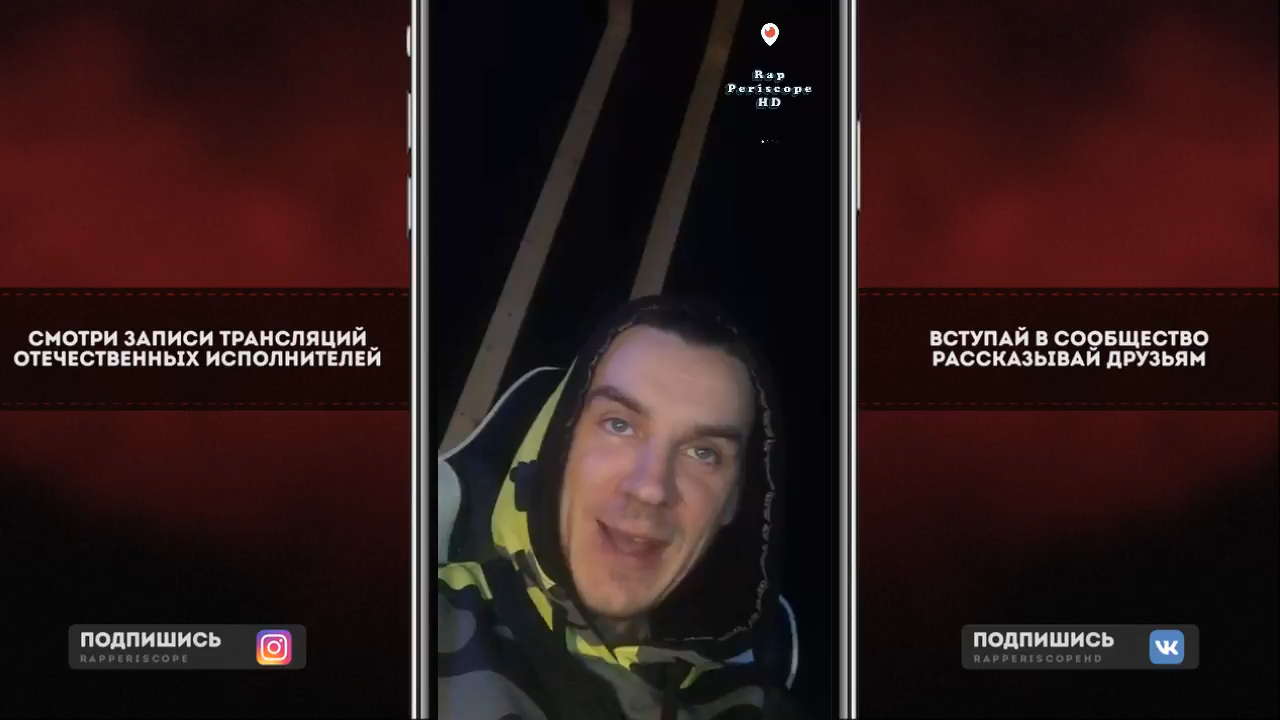 Rap
Periscope
HD
СМОТРИ ЗАПИСИ ТРАНСЛЯЦИЙ
ОТЕЧЕСТВЕННЫХ ИСПОЛНИТЕЛЕЙ
ВСТУПАЙ В СООБЩЕСТВО
РАССКАЗЫВАЙ ДРУЗЬЯМ
ПОДПИШИСЬ
RAPPERISCOPE
ПОДПИШИСЬ
RAPPERISCOPEHD